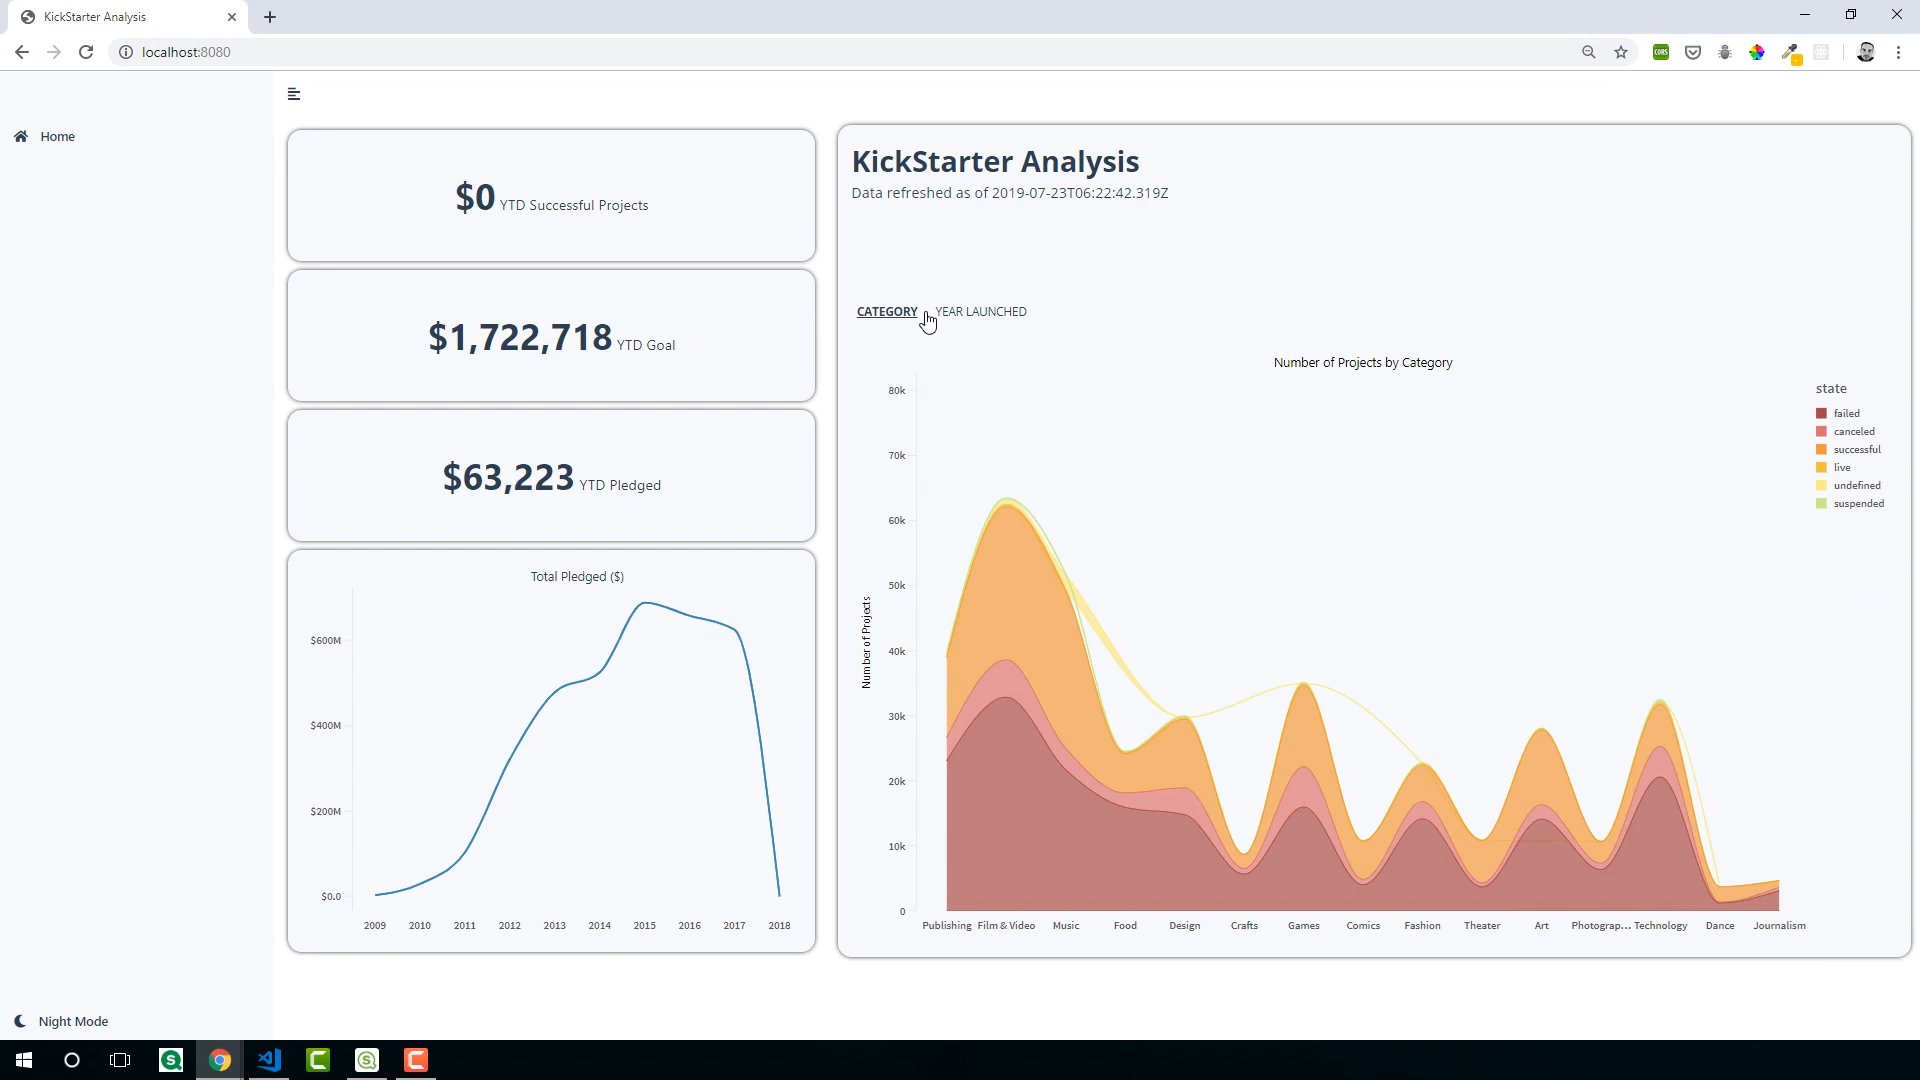 KickStarter Analysis
localhost:8080
CORS
Home
$0 YTD Successful Projects
$1,722,718 YTD Goal
$63,223 YTD Pledged
Total Pledged ($)
$600M
$400M
$200M
$0.0
2009 2010 2011 2012 2013 2014 2015 2016 2017 2018
KickStarter Analysis
Data refreshed as of 2019-07-23T06:22:42.319Z
CATEGORY YEAR LAUNCHED
Number of Projects by Category
state
failed
canceled
successful
live
undefined
suspended
Number of Projects
80k
70k
60k
50k
40k
30k
20k
10k
0
Publishing Film & Video Music Food Design Crafts Games Comics Fashion Theater Art Photograp... Technology Dance Journalism
Night Mode